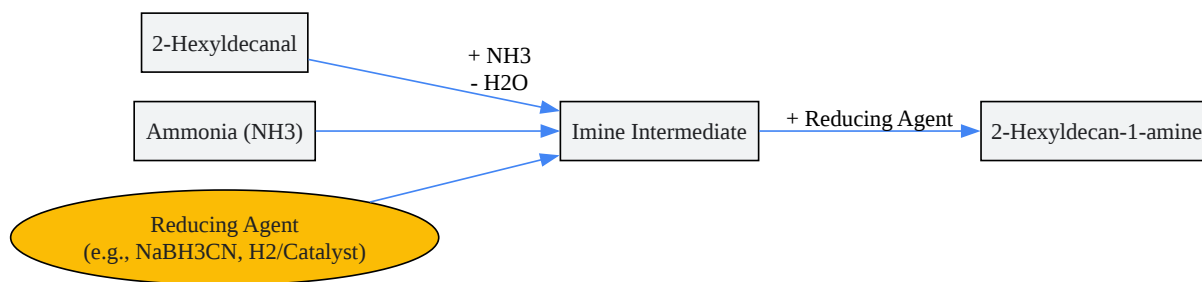 2-Hexyldecanal
+ NH3
- H2O
Ammonia (NH3)
Imine Intermediate
+ Reducing Agent
2-Hexyldecan-1-amine
Reducing Agent
(e.g., NaBH3CN, H2/Catalyst)